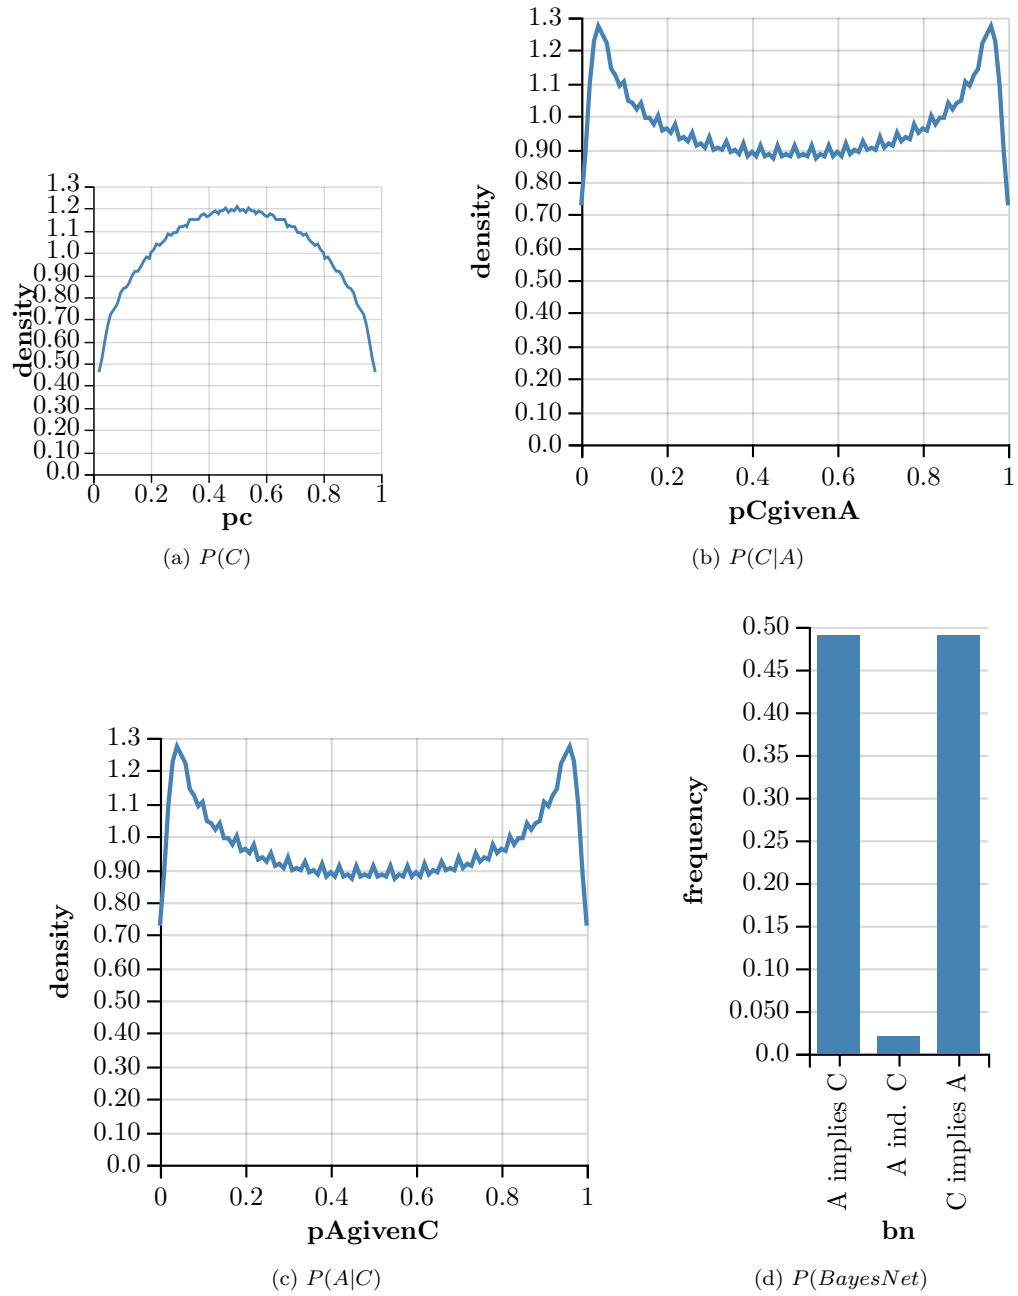 1.3
1.2
1.1
1.0
0.90
0.80
0.70
0.60
0.50
0.40
0.30
0.20
0.10
0.0
density
0 0.2 0.4 0.6 0.8 1
pc
(a) P(C)
1.3
1.2
1.1
1.0
0.90
0.80
0.70
0.60
0.50
0.40
0.30
0.20
0.10
0.0
density
0 0.2 0.4 0.6 0.8 1
pCgivenA
(b) P(C|A)
1.3
1.2
1.1
1.0
0.90
0.80
0.70
0.60
0.50
0.40
0.30
0.20
0.10
0.0
density
0 0.2 0.4 0.6 0.8 1
pAgivenC
(c) P(A|C)
0.50
0.45
0.40
0.35
0.30
0.25
0.20
0.15
0.10
0.050
0.0
frequency
A implies C
A ind. C
C implies A
bn
(d) P(BayesNet)